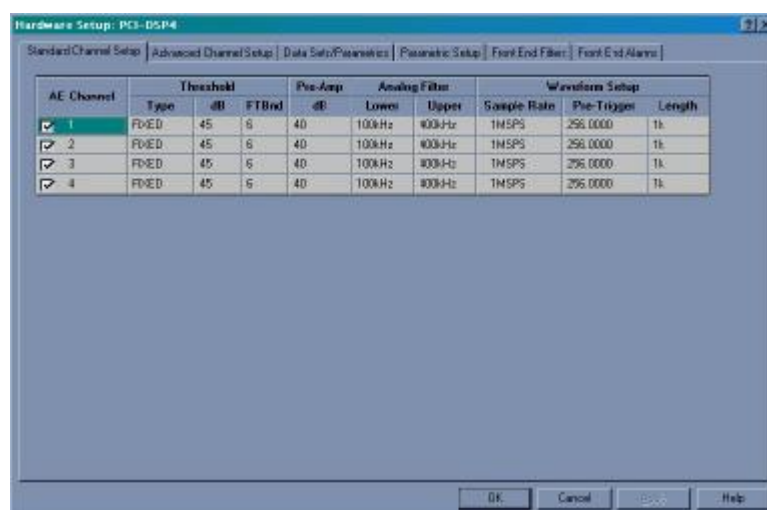 Hardware Setup: PCI-DSP4
Standard Channel Setup Advanced Channel Setup Data Sets/Parametrics Parametric Setup Front End Filters Front End Alarms
AE Channel Threshold Pre-Amp Analog Filter Waveform Setup
Type dB FTBnd dB Lower Upper Sample Rate Pre-Trigger Length
1 FIXED 45 6 40 100kHz 400kHz 1MSPS 256.0000 1k
2 FIXED 45 6 40 100kHz 400kHz 1MSPS 256.0000 1k
3 FIXED 45 6 40 100kHz 400kHz 1MSPS 256.0000 1k
4 FIXED 45 6 40 100kHz 400kHz 1MSPS 256.0000 1k
OK Cancel Help